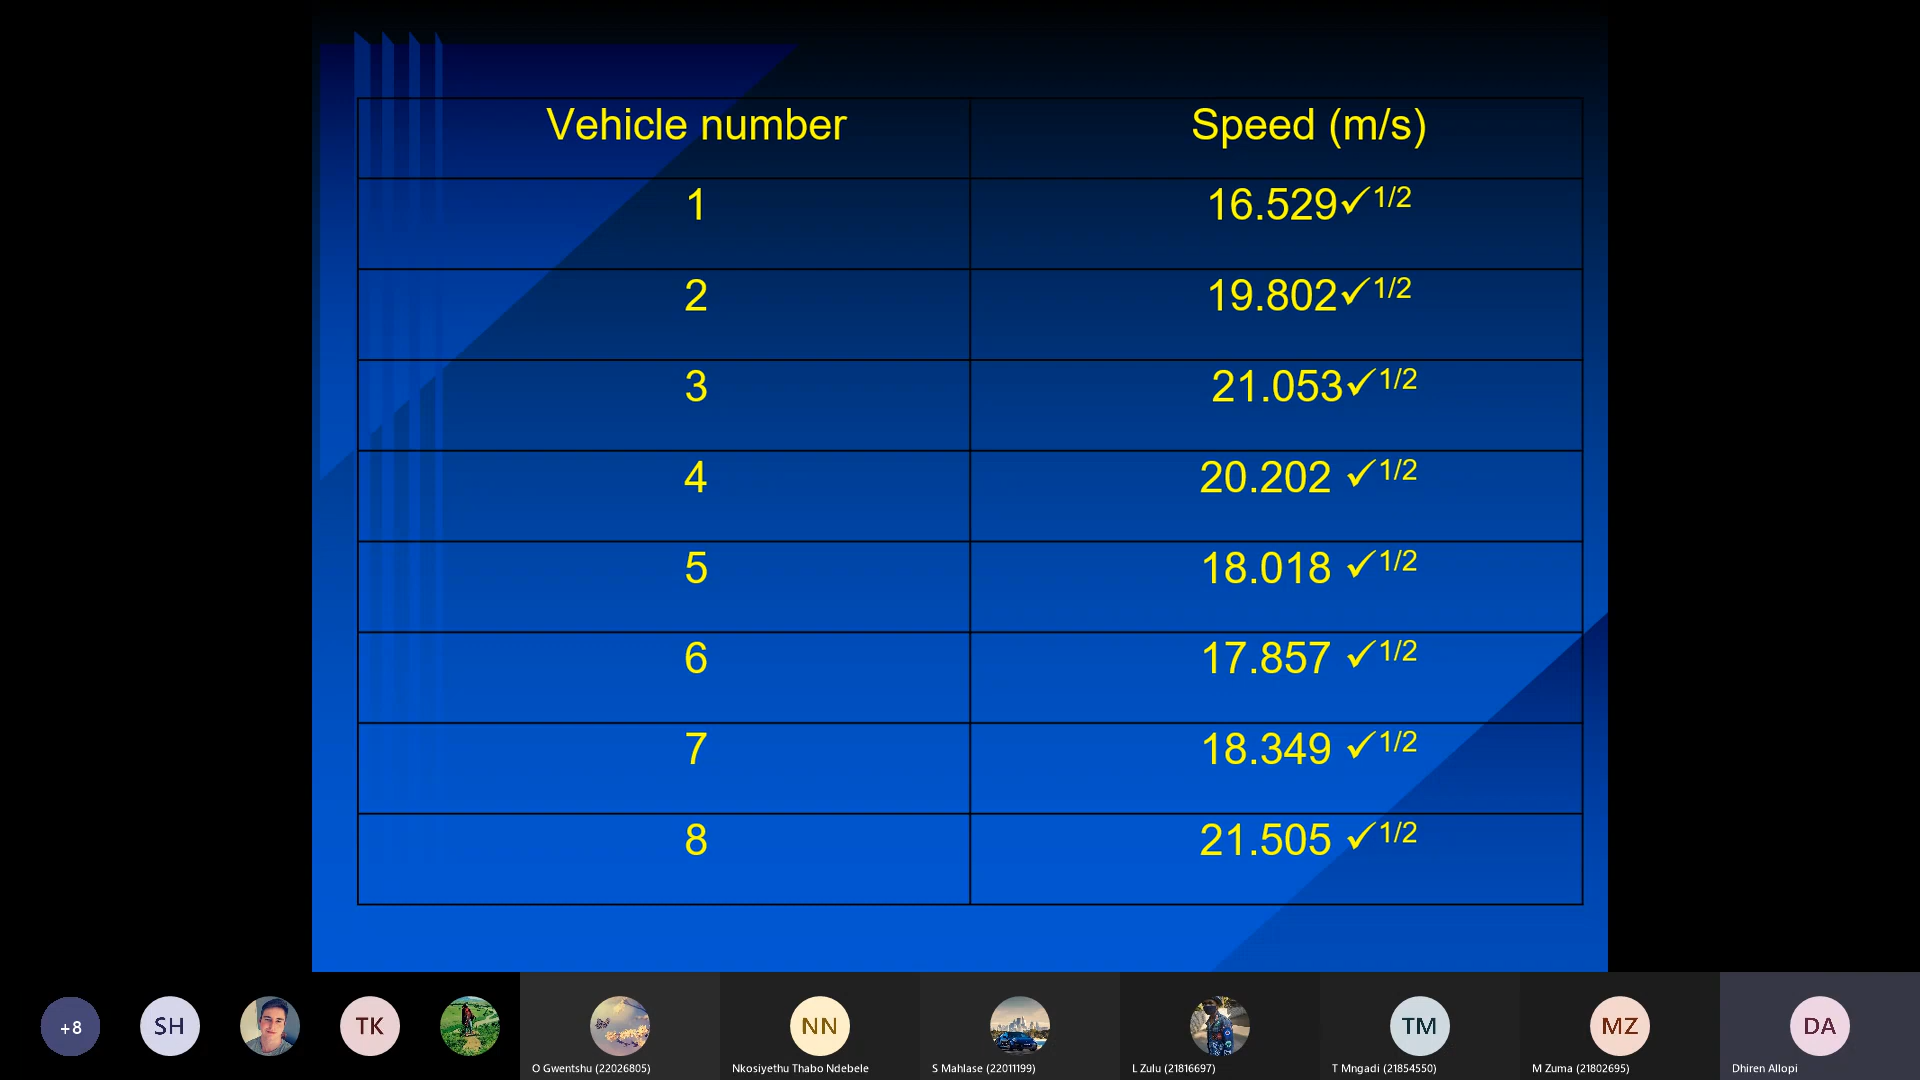 Vehicle number Speed (m/s)
1 16.529✓1/2
2 19.802✓1/2
3 21.053✓1/2
4 20.202 ✓1/2
5 18.018 ✓1/2
6 17.857 ✓1/2
7 18.349 ✓1/2
8 21.505 ✓1/2
+8 SH TK NN TM MZ DA
O Gwentshu (22026805) Nkosiyethu Thabo Ndebele S Mahlase (22011199) L Zulu (21816697) T Mngadi (21854550) M Zuma (21802695) Dhiren Allopi